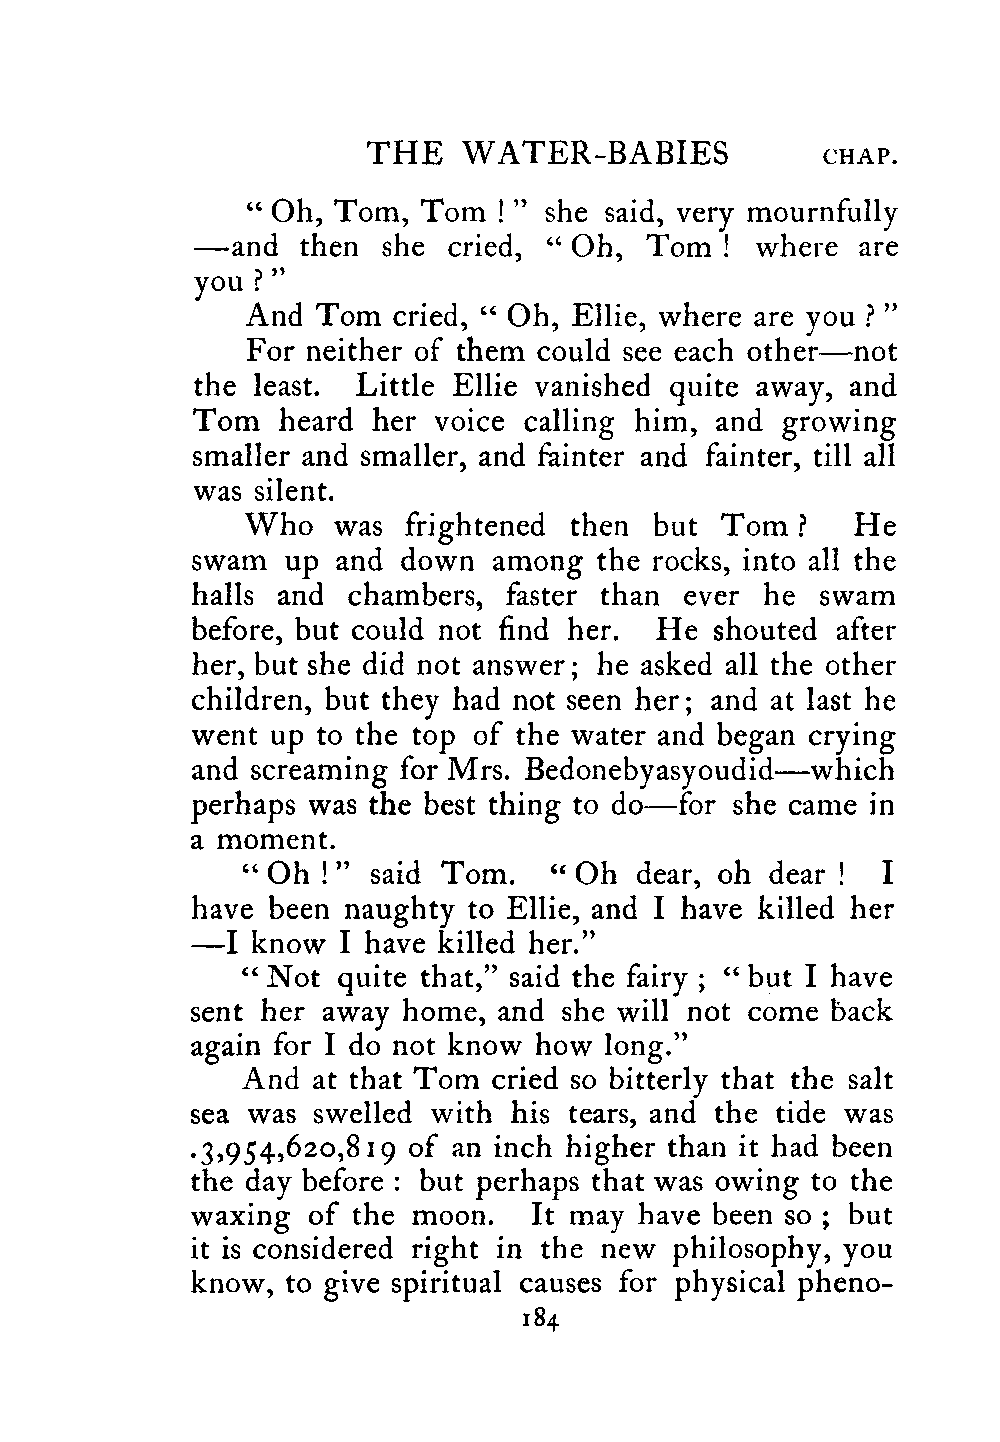 THE WATER-BABIES CHAP.
“ Oh, Tom, Tom ! ” she said, very mournfully
—and then she cried, “ Oh, Tom ! where are
you ? ”
And Tom cried, “ Oh, Ellie, where are you ? ”
For neither of them could see each other—not
the least. Little Ellie vanished quite away, and
Tom heard her voice calling him, and growing
smaller and smaller, and fainter and fainter, till all
was silent.
Who was frightened then but Tom ? He
swam up and down among the rocks, into all the
halls and chambers, faster than ever he swam
before, but could not find her. He shouted after
her, but she did not answer ; he asked all the other
children, but they had not seen her ; and at last he
went up to the top of the water and began crying
and screaming for Mrs. Bedonebyasyoudid—which
perhaps was the best thing to do—for she came in
a moment.
“ Oh ! ” said Tom. “ Oh dear, oh dear ! I
have been naughty to Ellie, and I have killed her
—I know I have killed her.”
“ Not quite that,” said the fairy ; “ but I have
sent her away home, and she will not come back
again for I do not know how long.”
And at that Tom cried so bitterly that the salt
sea was swelled with his tears, and the tide was
.3,954,620,819 of an inch higher than it had been
the day before : but perhaps that was owing to the
waxing of the moon. It may have been so ; but
it is considered right in the new philosophy, you
know, to give spiritual causes for physical pheno-
184